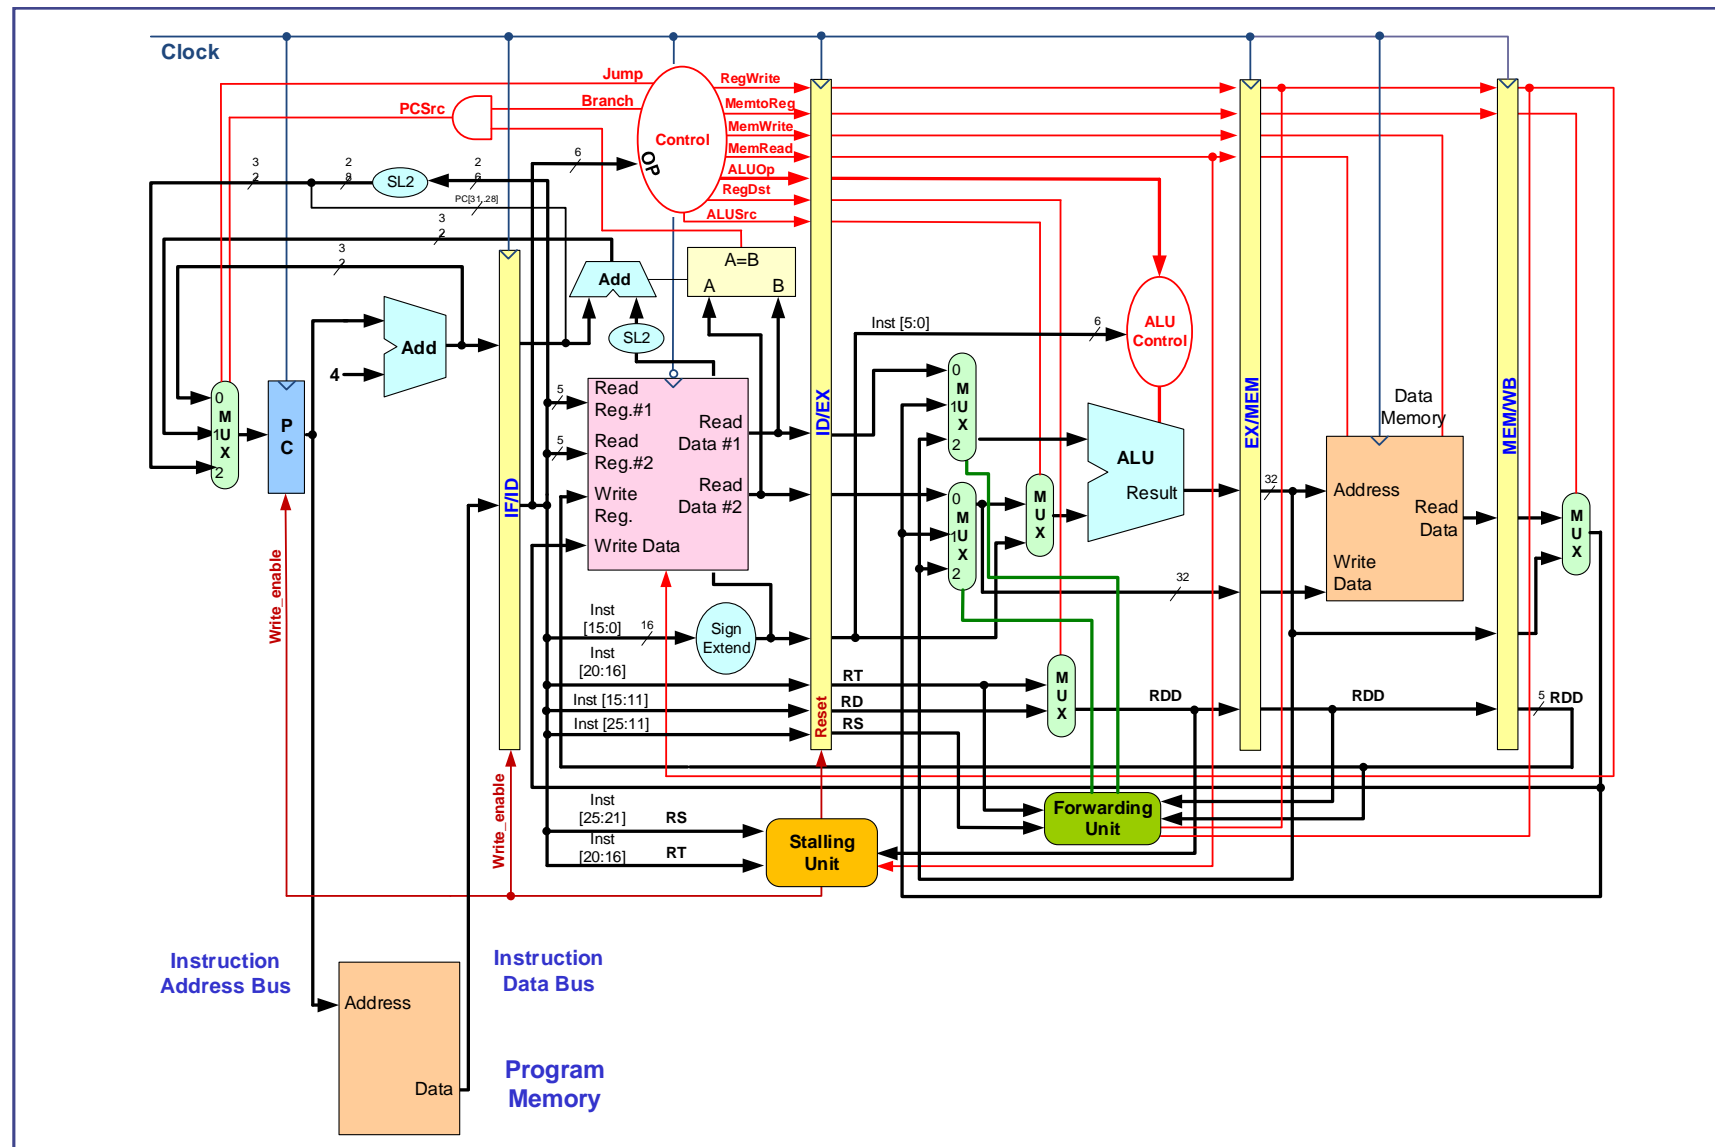 Clock
Jump
Branch
PCSrc
Control
OP
RegWrite
MemtoReg
MemWrite
MemRead
ALUOp
RegDst
ALUSrc
6
3
2
2
8
2
6
SL2
PC[31..28]
3
2
3
2
Add
A=B
A
B
SL2
Add
4
0
1
2
M
U
X
P
C
IF/ID
5
5
Read
Reg.#1
Read
Reg.#2
Write
Reg.
Write Data
Read
Data #1
Read
Data #2
ID/EX
Reset
Inst [5:0]
6
ALU
Control
0
1
2
M
U
X
0
1
2
M
U
X
M
U
X
ALU
Result
EX/MEM
32
32
Data
Memory
Address
Read
Data
Write
Data
MEM/WB
M
U
X
Write_enable
Inst
[15:0]
16
Sign
Extend
Inst
[20:16]
Inst [15:11]
Inst [25:11]
RT
RD
RS
M
U
X
RDD
RDD
5
RDD
Write_enable
Inst
[25:21]
RS
Inst
[20:16]
RT
Stalling
Unit
Forwarding
Unit
Instruction
Address Bus
Instruction
Data Bus
Address
Data
Program
Memory